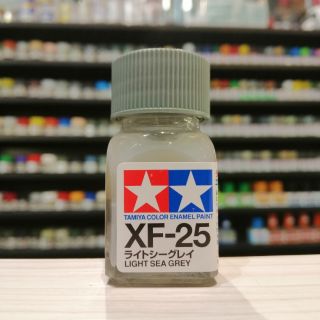 TAMIYA COLOR ENAMEL PAINT
XF-25
ライトシーグレイ
LIGHT SEA GREY